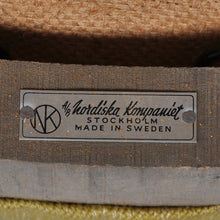 NK
A/B Nordiska Kompaniet
STOCKHOLM
MADE IN SWEDEN